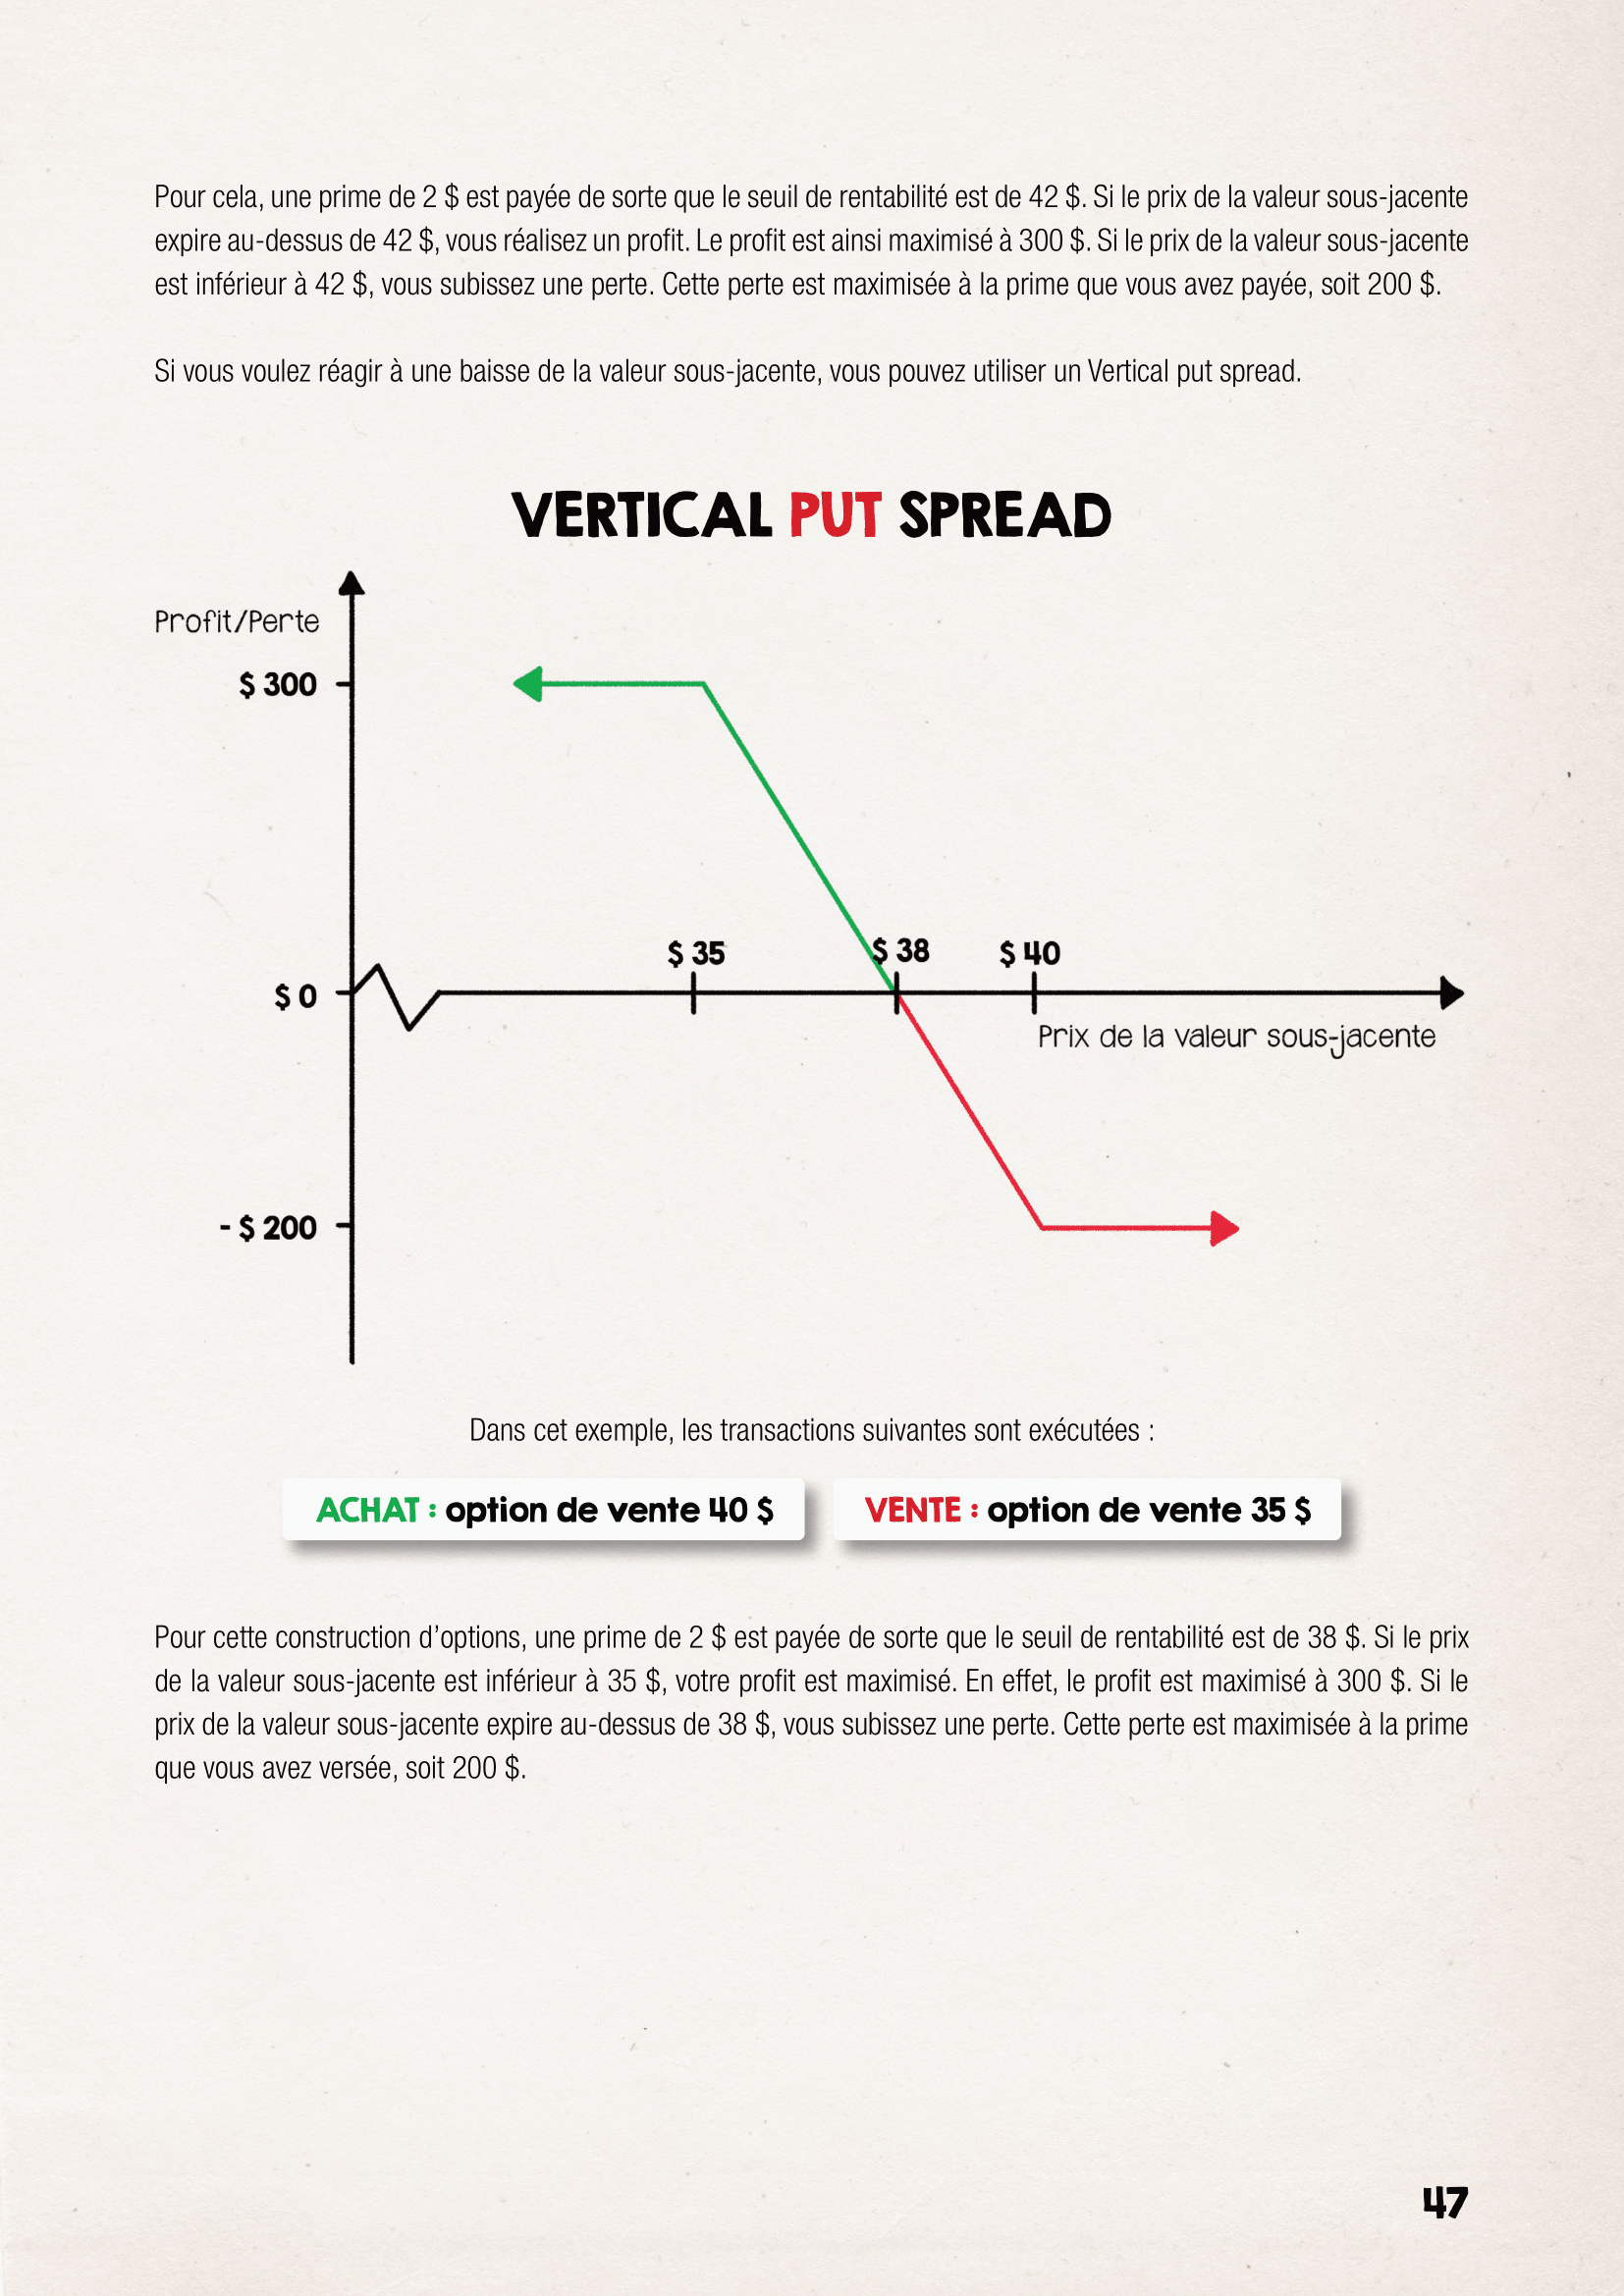 Pour cela, une prime de 2 $ est payée de sorte que le seuil de rentabilité est de 42 $. Si le prix de la valeur sous-jacente
expire au-dessus de 42 $, vous réalisez un profit. Le profit est ainsi maximisé à 300 $. Si le prix de la valeur sous-jacente
est inférieur à 42 $, vous subissez une perte. Cette perte est maximisée à la prime que vous avez payée, soit 200 $.
Si vous voulez réagir à une baisse de la valeur sous-jacente, vous pouvez utiliser un Vertical put spread.
VERTICAL PUT SPREAD
Profit/Perte
$ 300
$ 35
$ 38
$ 40
$ 0
Prix de la valeur sous-jacente
- $ 200
Dans cet exemple, les transactions suivantes sont exécutées :
ACHAT : option de vente 40 $
VENTE : option de vente 35 $
Pour cette construction d'options, une prime de 2 $ est payée de sorte que le seuil de rentabilité est de 38 $. Si le prix
de la valeur sous-jacente est inférieur à 35 $, votre profit est maximisé. En effet, le profit est maximisé à 300 $. Si le
prix de la valeur sous-jacente expire au-dessus de 38 $, vous subissez une perte. Cette perte est maximisée à la prime
que vous avez versée, soit 200 $.
47